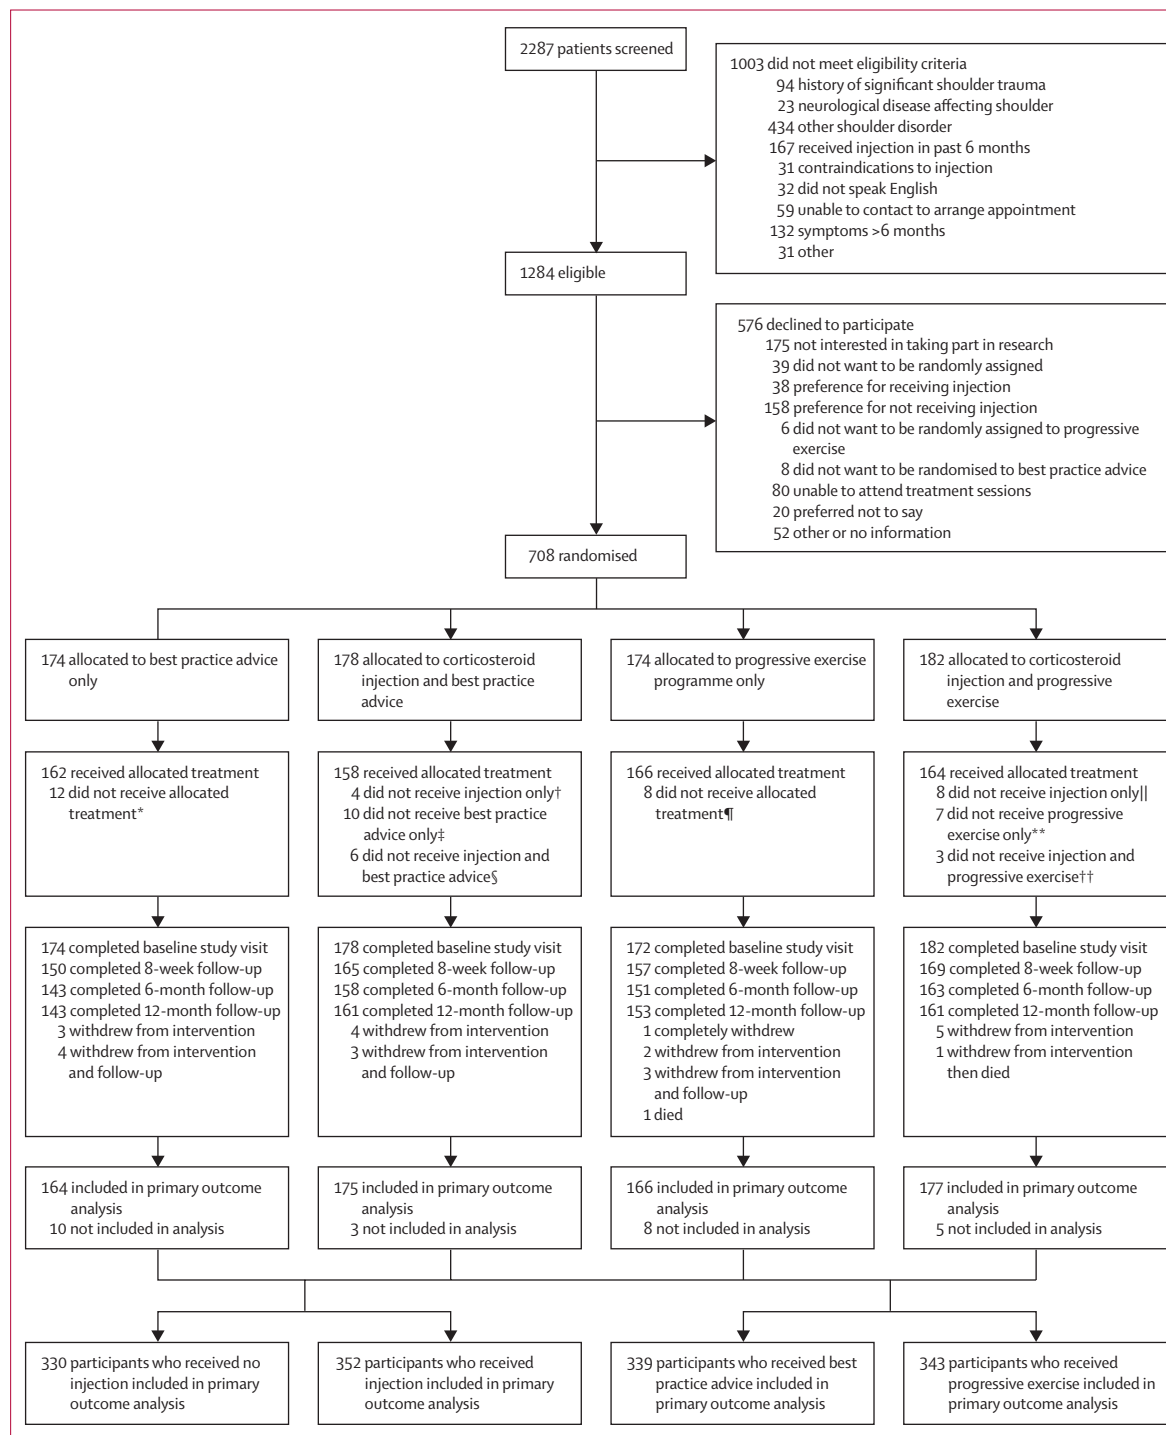 2287 patients screened
1003 did not meet eligibility criteria
94 history of significant shoulder trauma
23 neurological disease affecting shoulder
434 other shoulder disorder
167 received injection in past 6 months
31 contraindications to injection
32 did not speak English
59 unable to contact to arrange appointment
132 symptoms >6 months
31 other
1284 eligible
576 declined to participate
175 not interested in taking part in research
39 did not want to be randomly assigned
38 preference for receiving injection
158 preference for not receiving injection
6 did not want to be randomly assigned to progressive
exercise
8 did not want to be randomised to best practice advice
80 unable to attend treatment sessions
20 preferred not to say
52 other or no information
708 randomised
174 allocated to best practice advice
only
178 allocated to corticosteroid
injection and best practice
advice
174 allocated to progressive exercise
programme only
182 allocated to corticosteroid
injection and progressive
exercise
162 received allocated treatment
12 did not receive allocated
treatment*
158 received allocated treatment
4 did not receive injection only†
10 did not receive best practice
advice only‡
6 did not receive injection and
best practice advice§
166 received allocated treatment
8 did not receive allocated
treatment¶
164 received allocated treatment
8 did not receive injection only||
7 did not receive progressive
exercise only**
3 did not receive injection and
progressive exercise††
174 completed baseline study visit
150 completed 8-week follow-up
143 completed 6-month follow-up
143 completed 12-month follow-up
3 withdrew from intervention
4 withdrew from intervention
and follow-up
178 completed baseline study visit
165 completed 8-week follow-up
158 completed 6-month follow-up
161 completed 12-month follow-up
4 withdrew from intervention
3 withdrew from intervention
and follow-up
172 completed baseline study visit
157 completed 8-week follow-up
151 completed 6-month follow-up
153 completed 12-month follow-up
1 completely withdrew
2 withdrew from intervention
3 withdrew from intervention
and follow-up
1 died
182 completed baseline study visit
169 completed 8-week follow-up
163 completed 6-month follow-up
161 completed 12-month follow-up
5 withdrew from intervention
1 withdrew from intervention
then died
164 included in primary outcome
analysis
10 not included in analysis
175 included in primary outcome
analysis
3 not included in analysis
166 included in primary outcome
analysis
8 not included in analysis
177 included in primary outcome
analysis
5 not included in analysis
330 participants who received no
injection included in primary
outcome analysis
352 participants who received
injection included in primary
outcome analysis
339 participants who received best
practice advice included in
primary outcome analysis
343 participants who received
progressive exercise included in
primary outcome analysis